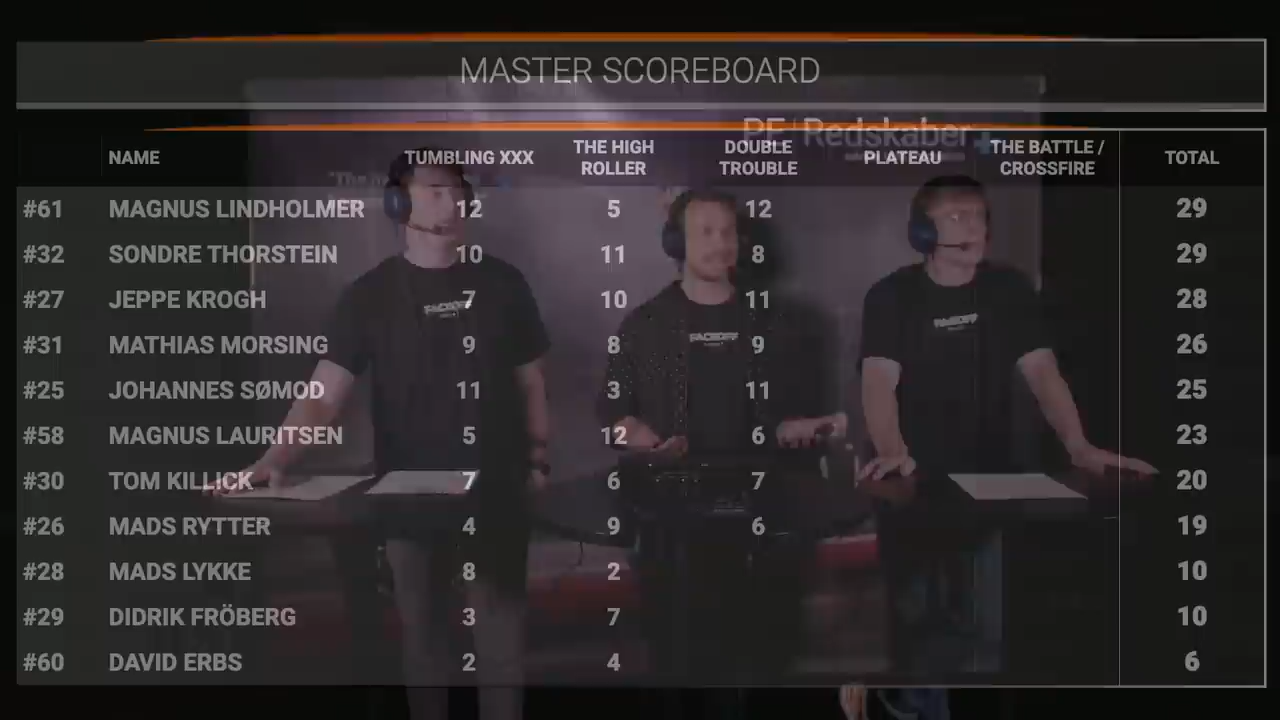 MASTER SCOREBOARD
PE Redskaber
NAME TUMBLING XXX THE HIGH ROLLER DOUBLE TROUBLE PLATEAU THE BATTLE / CROSSFIRE TOTAL
#61 MAGNUS LINDHOLMER 12 5 12 29
#32 SONDRE THORSTEIN 10 11 8 29
#27 JEPPE KROGH 7 10 11 28
#31 MATHIAS MORSING 9 8 9 26
#25 JOHANNES SØMOD 11 3 11 25
#58 MAGNUS LAURITSEN 5 12 6 23
#30 TOM KILLICK 7 6 7 20
#26 MADS RYTTER 4 9 6 19
#28 MADS LYKKE 8 2 10
#29 DIDRIK FRÖBERG 3 7 10
#60 DAVID ERBS 2 4 6
FACEOFF
FACEOFF
FACEOFF